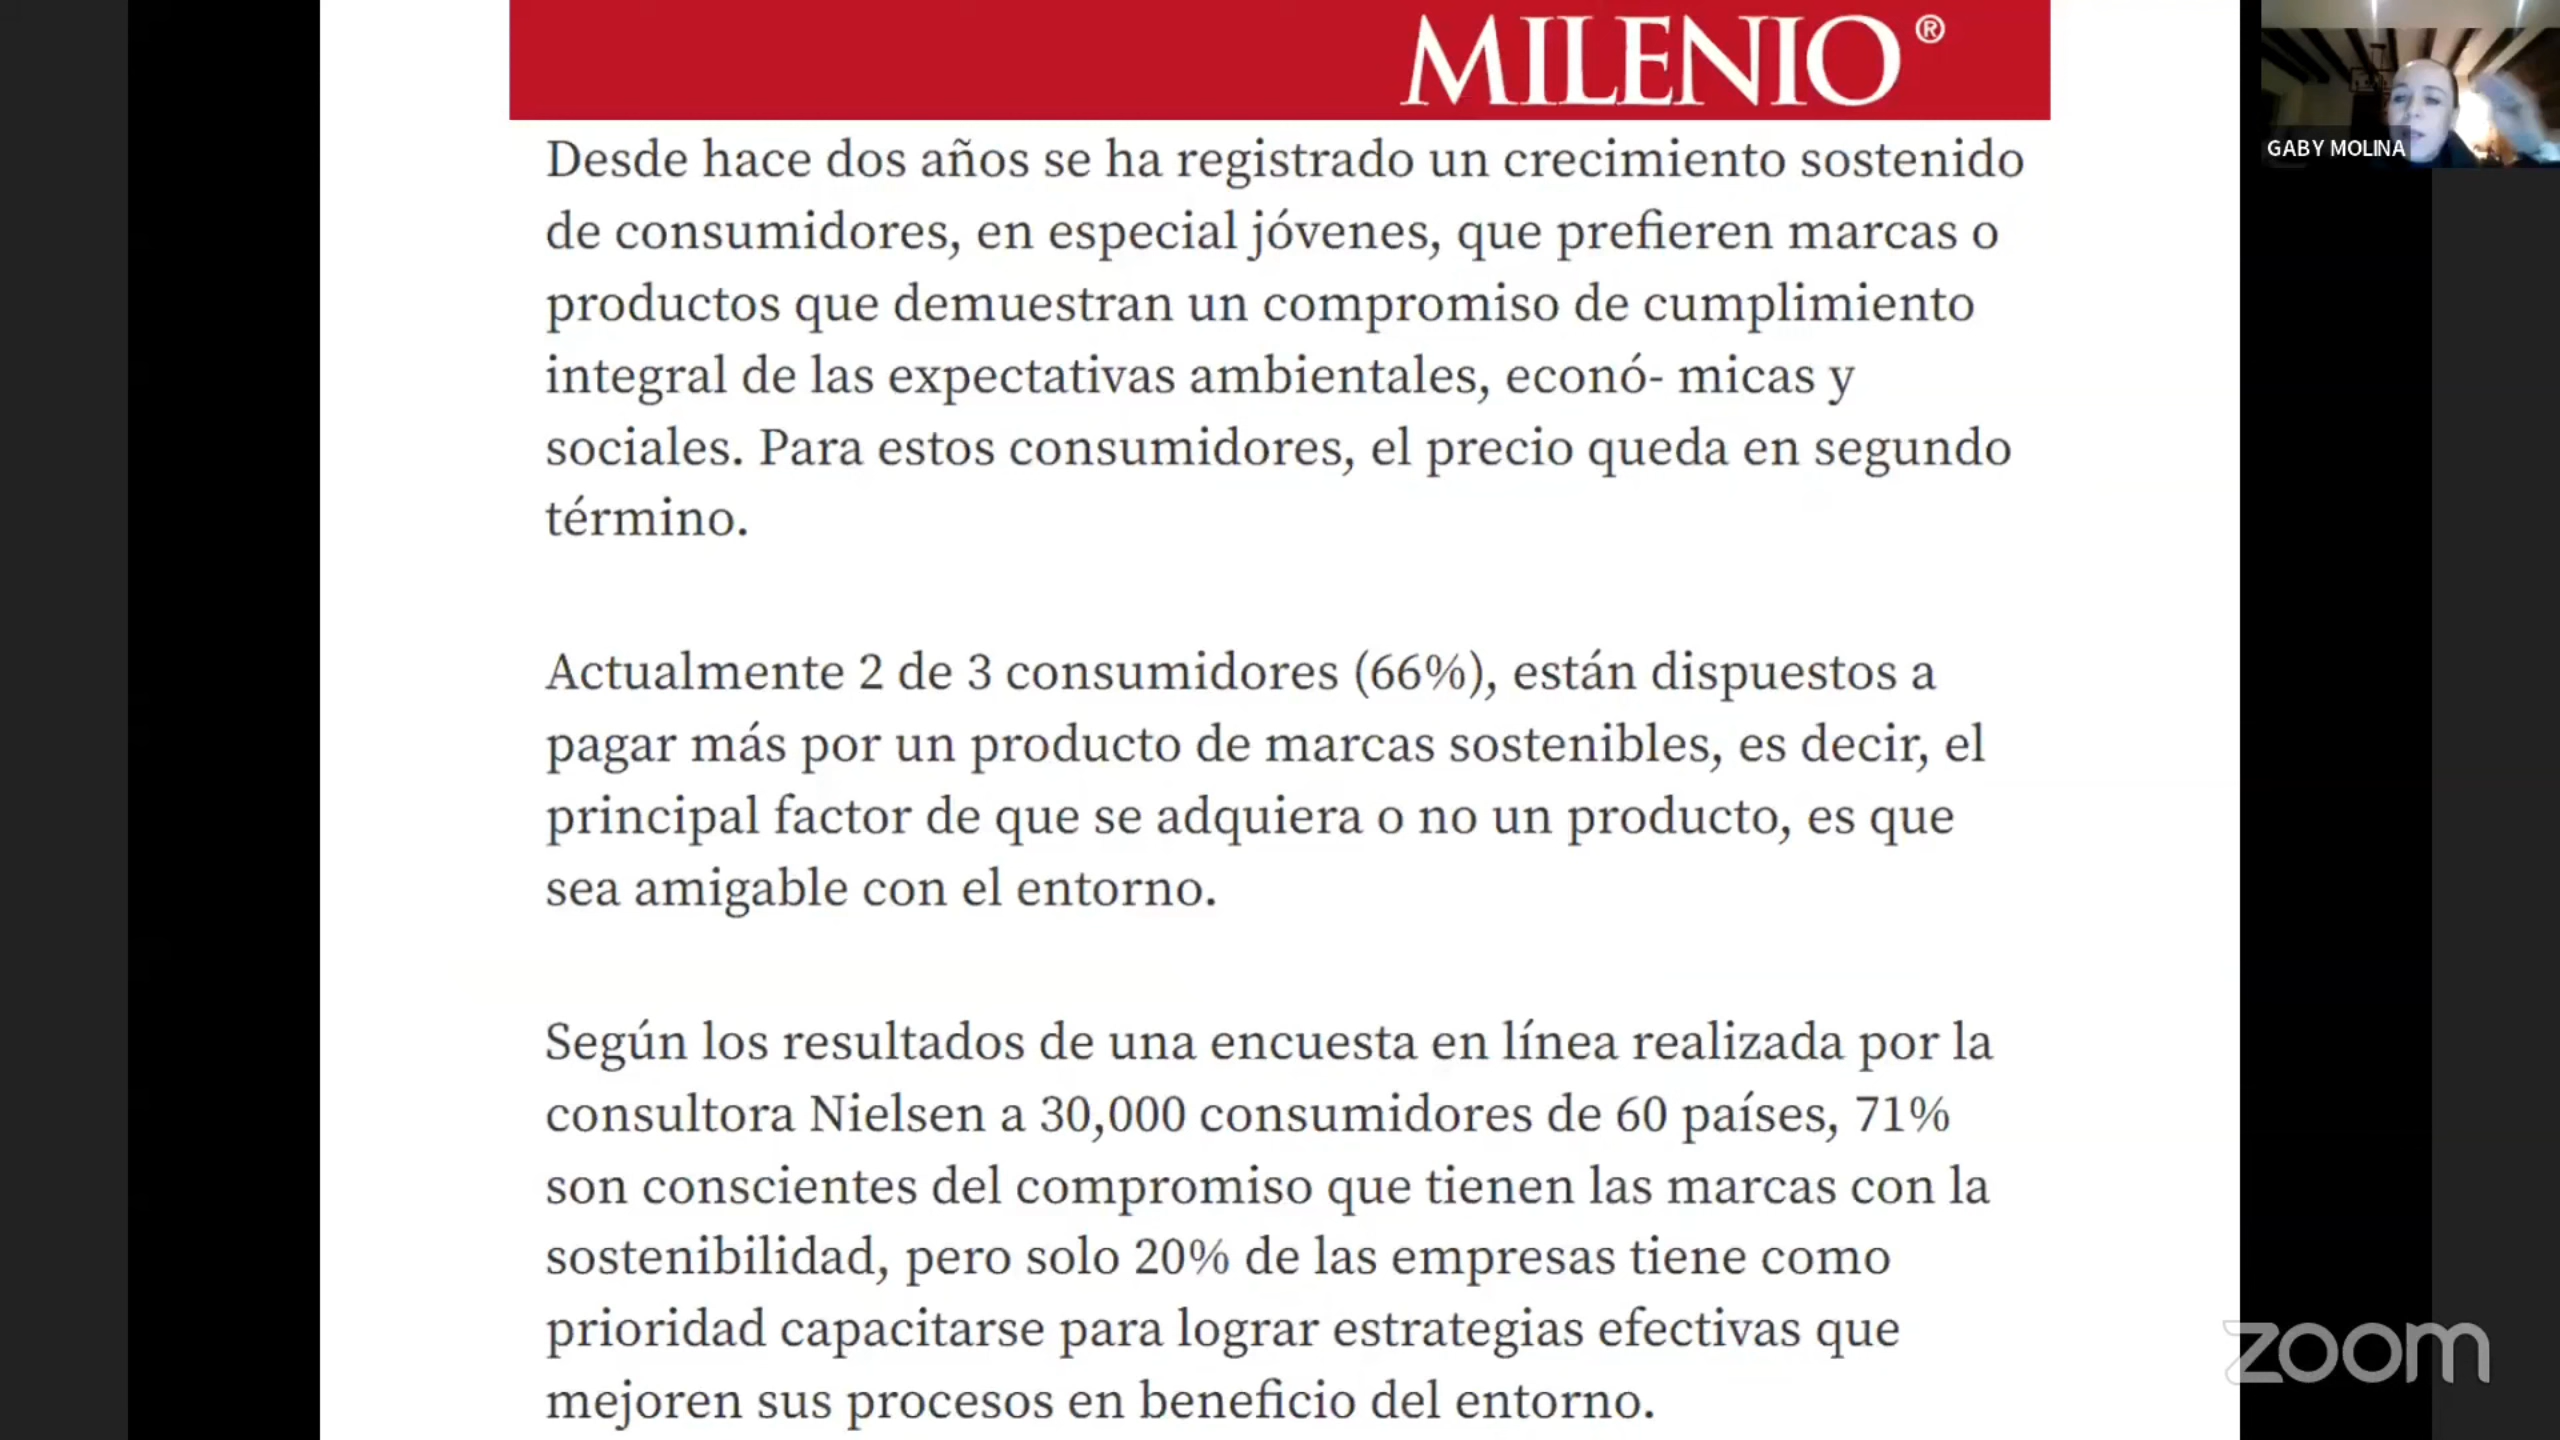 MILENIO®
GABY MOLINA
Desde hace dos años se ha registrado un crecimiento sostenido
de consumidores, en especial jóvenes, que prefieren marcas o
productos que demuestran un compromiso de cumplimiento
integral de las expectativas ambientales, econó- micas y
sociales. Para estos consumidores, el precio queda en segundo
término.
Actualmente 2 de 3 consumidores (66%), están dispuestos a
pagar más por un producto de marcas sostenibles, es decir, el
principal factor de que se adquiera o no un producto, es que
sea amigable con el entorno.
Según los resultados de una encuesta en línea realizada por la
consultora Nielsen a 30,000 consumidores de 60 países, 71%
son conscientes del compromiso que tienen las marcas con la
sostenibilidad, pero solo 20% de las empresas tiene como
prioridad capacitarse para lograr estrategias efectivas que
mejoren sus procesos en beneficio del entorno.
zoom